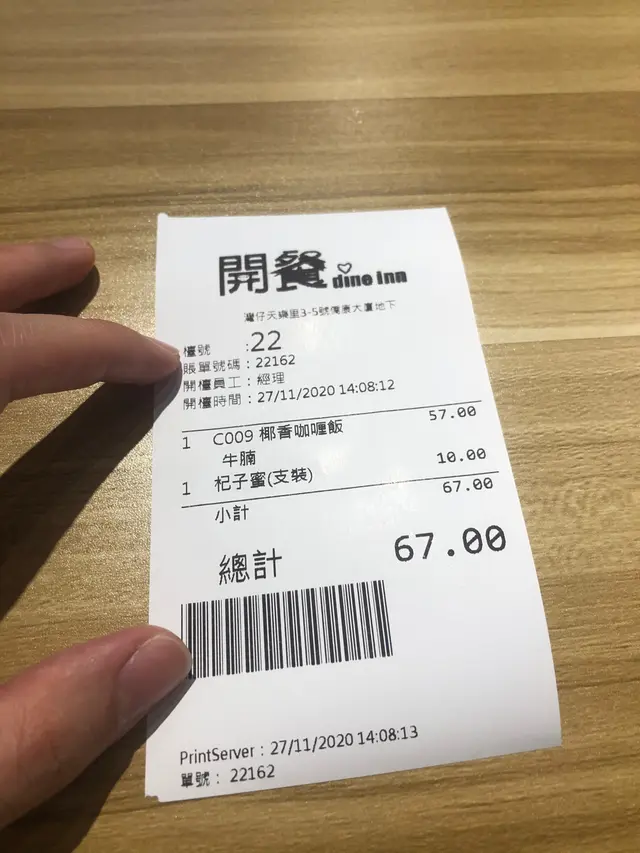 開餐 dine inn
灣仔天樂里3-5號偉康大廈地下
檯號 :22
賬單號碼：22162
開檯員工：經理
開檯時間：27/11/2020 14:08:12
1 C009 椰香咖喱飯 57.00
牛腩
1 杞子蜜(支裝) 10.00
小計 67.00
總計 67.00
PrintServer：27/11/2020 14:08:13
單號： 22162